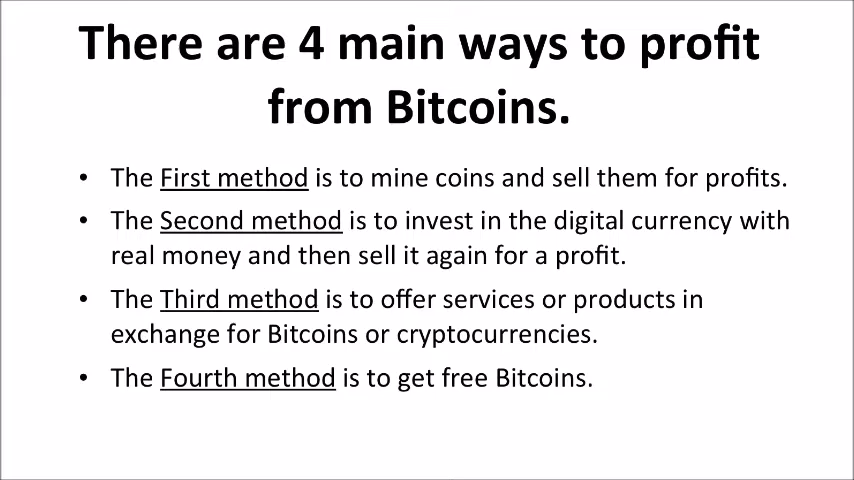 There are 4 main ways to profit
from Bitcoins.
• The First method is to mine coins and sell them for profits.
• The Second method is to invest in the digital currency with
real money and then sell it again for a profit.
• The Third method is to offer services or products in
exchange for Bitcoins or cryptocurrencies.
• The Fourth method is to get free Bitcoins.